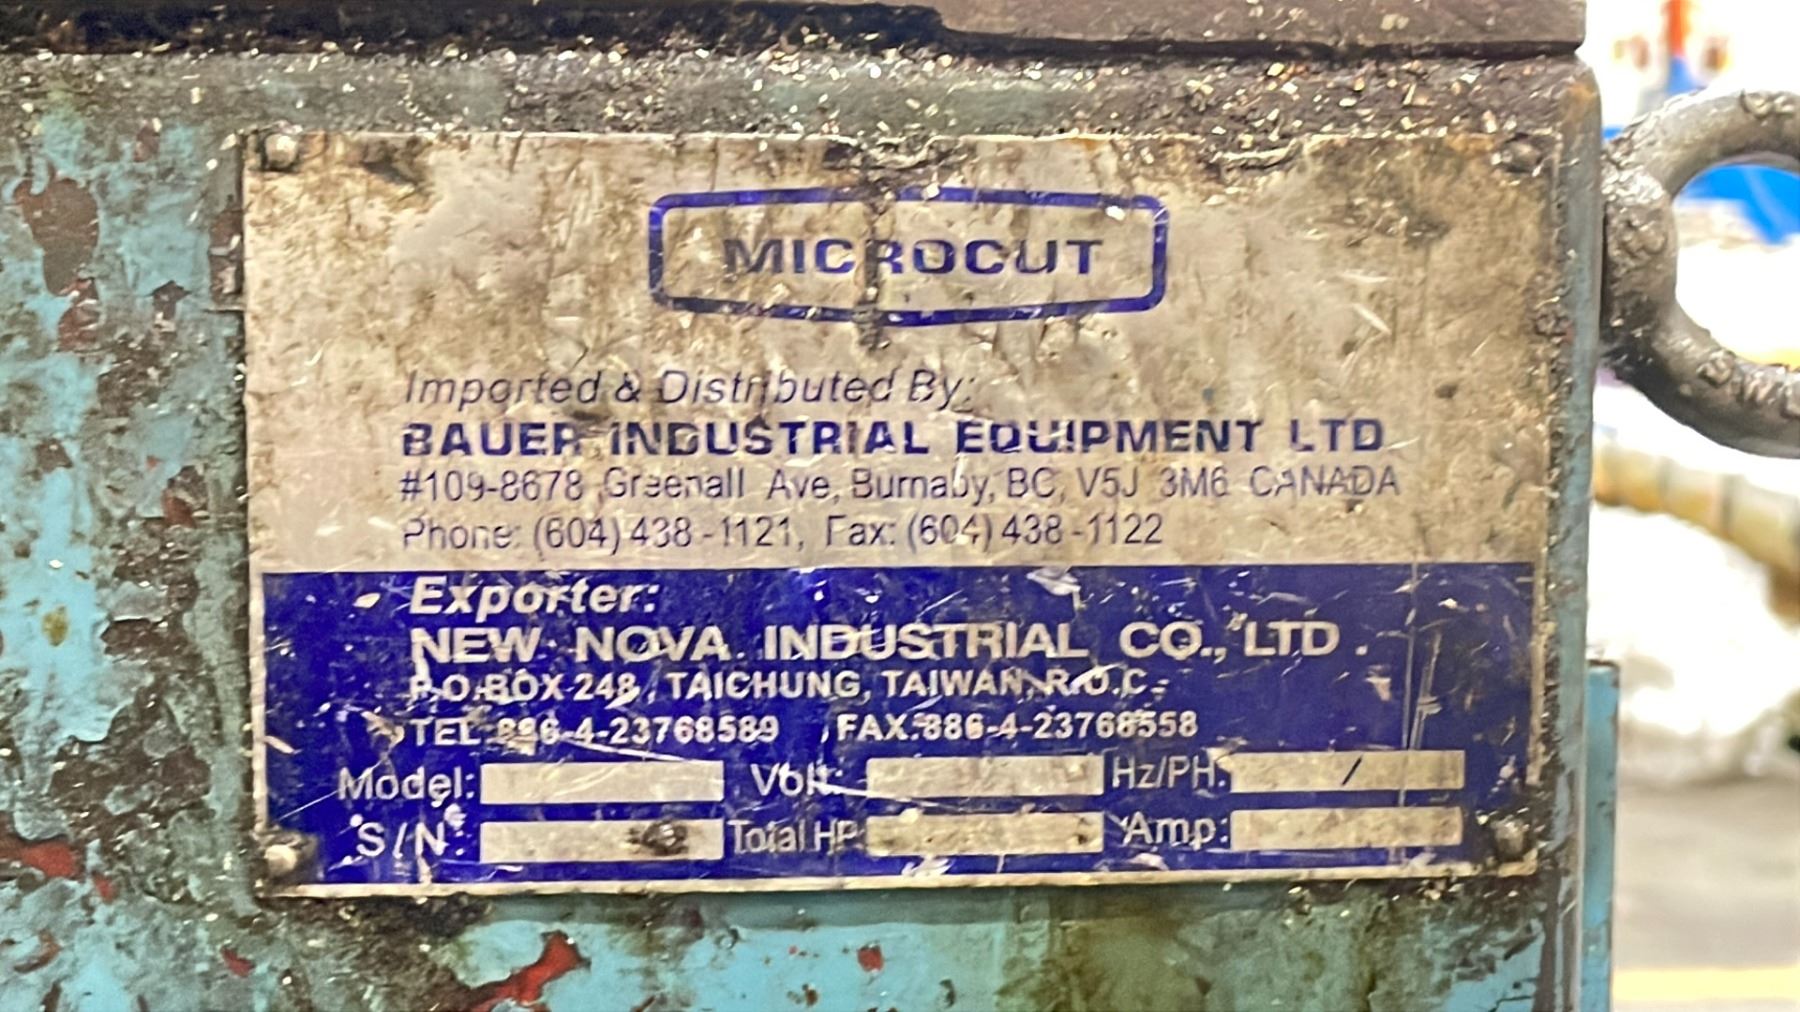 MICROCUT
Imported & Distributed By:
BAUER INDUSTRIAL EQUIPMENT LTD
#109-8678 Greenall Ave, Burnaby, BC, V5J 3M6 CANADA
Phone: (604) 438-1121, Fax: (604) 438-1122
Exporter:
NEW NOVA INDUSTRIAL CO., LTD.
P.O.BOX 248, TAICHUNG, TAIWAN, R.O.C.
TEL:886-4-23768589, FAX:886-4-23768558
Model: Volt: Hz/PH: /
S/N: Total HP: Amp: